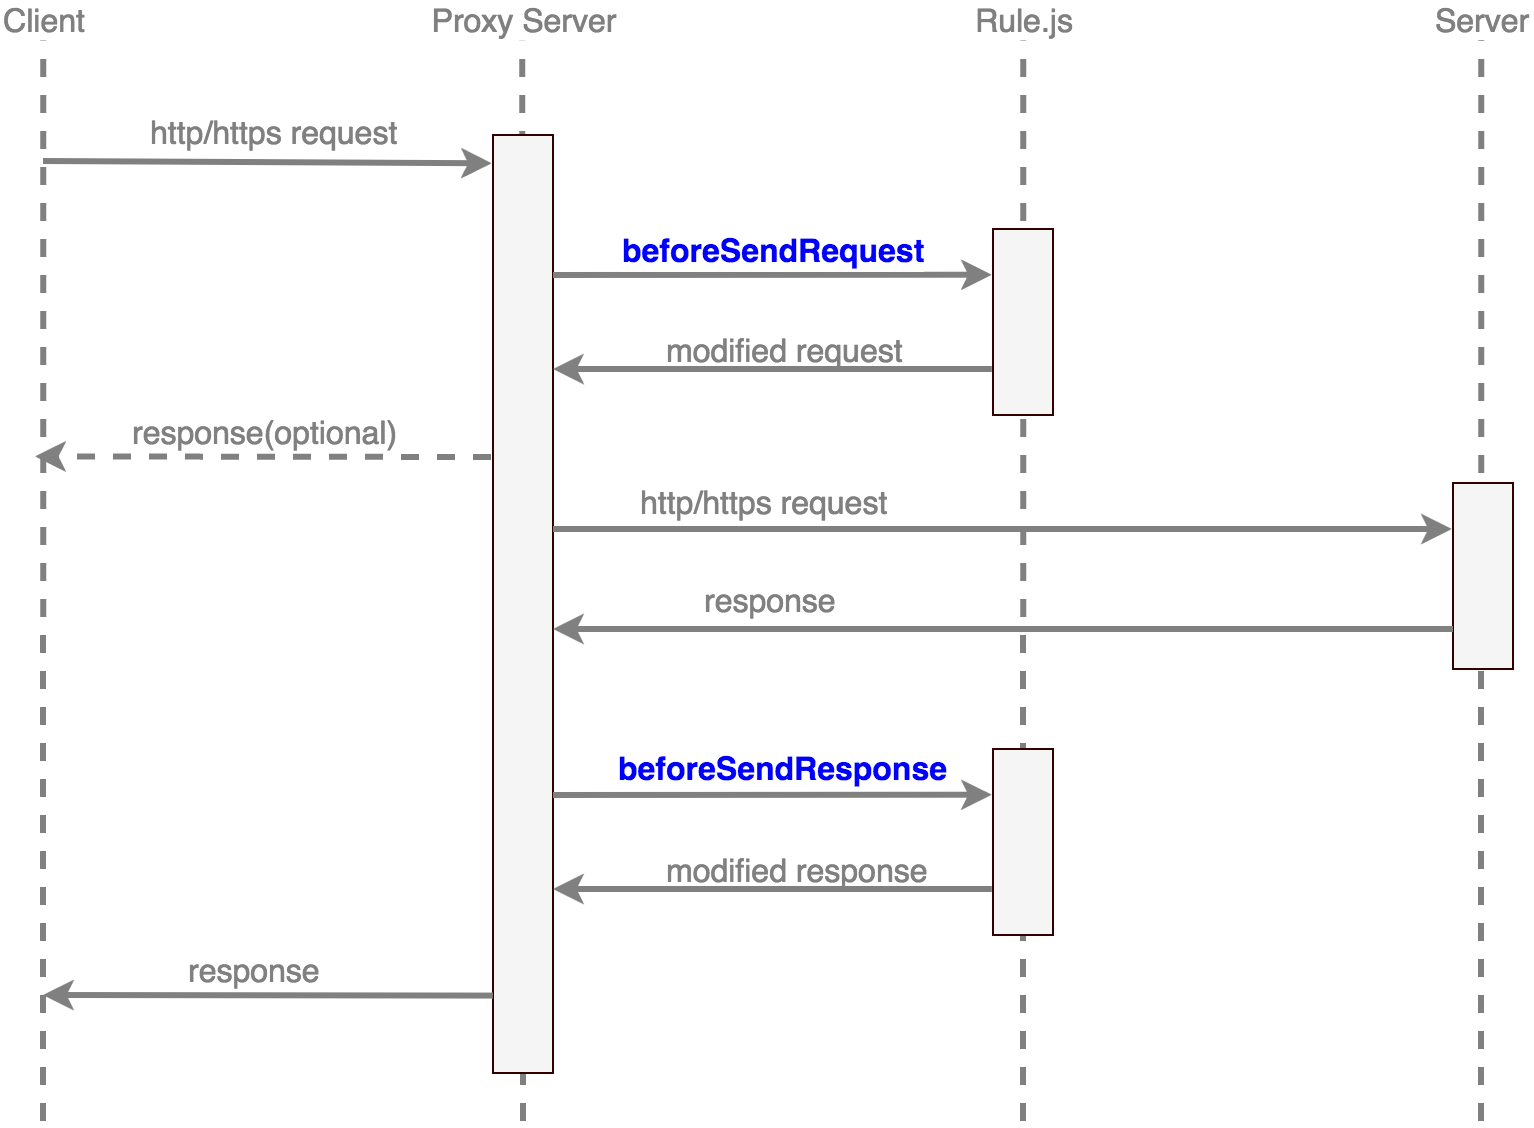 Client
Proxy Server
Rule.js
Server
http/https request
beforeSendRequest
modified request
response(optional)
http/https request
response
beforeSendResponse
modified response
response